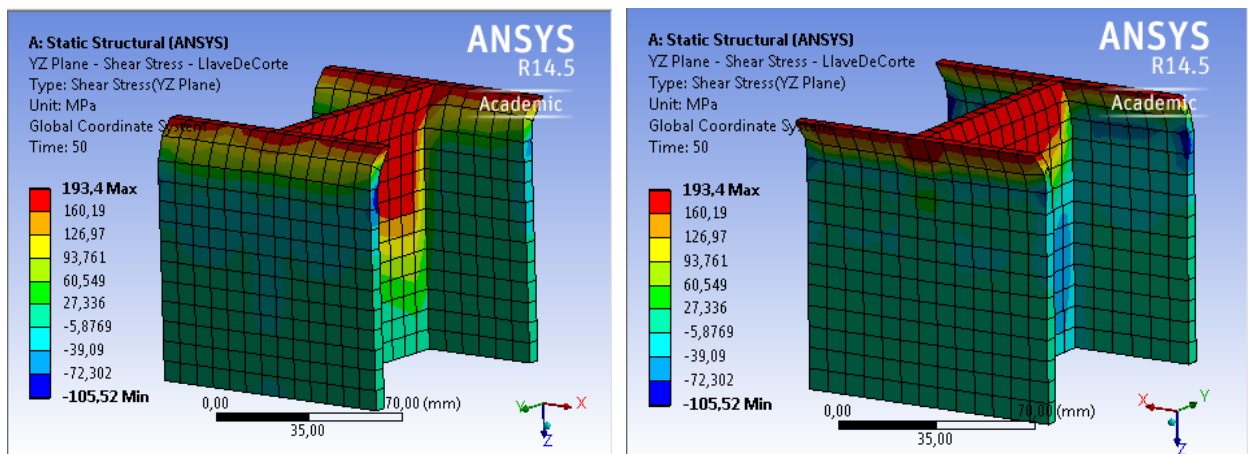 A: Static Structural (ANSYS)
YZ Plane - Shear Stress - LlaveDeCorte
Type: Shear Stress(YZ Plane)
Unit: MPa
Global Coordinate System
Time: 50
ANSYS
R14.5
Academic
193,4 Max
160,19
126,97
93,761
60,549
27,336
-5,8769
-39,09
-72,302
-105,52 Min
0,00
70,00 (mm)
35,00
Y
X
Z
A: Static Structural (ANSYS)
YZ Plane - Shear Stress - LlaveDeCorte
Type: Shear Stress(YZ Plane)
Unit: MPa
Global Coordinate System
Time: 50
ANSYS
R14.5
Academic
193,4 Max
160,19
126,97
93,761
60,549
27,336
-5,8769
-39,09
-72,302
-105,52 Min
0,00
70,00 (mm)
35,00
X
Y
Z